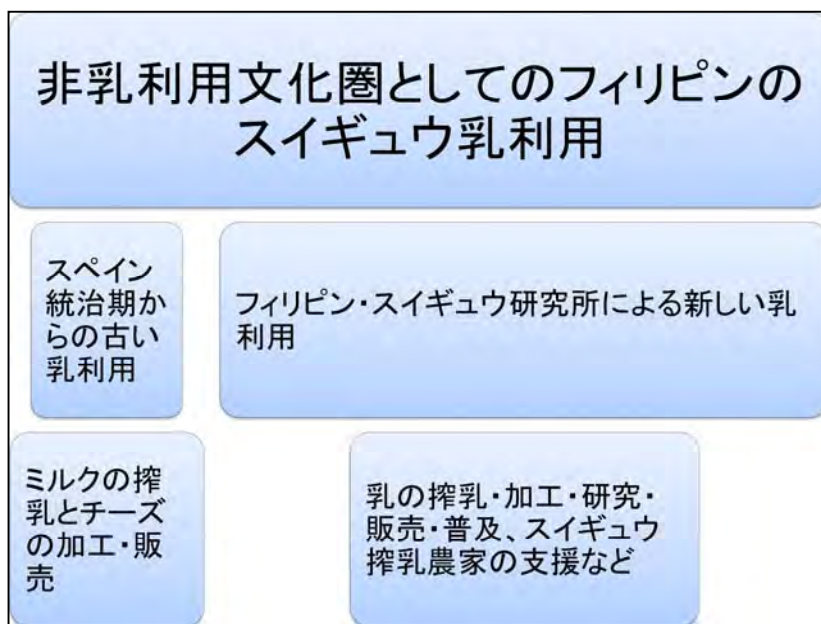 非乳利用文化圏としてのフィリピンの
スイギュウ乳利用
スペイン
統治期か
らの古い
乳利用
フィリピン・スイギュウ研究所による新しい乳
利用
ミルクの搾
乳とチーズ
の加工・販
売
乳の搾乳・加工・研究・
販売・普及、スイギュウ
搾乳農家の支援など